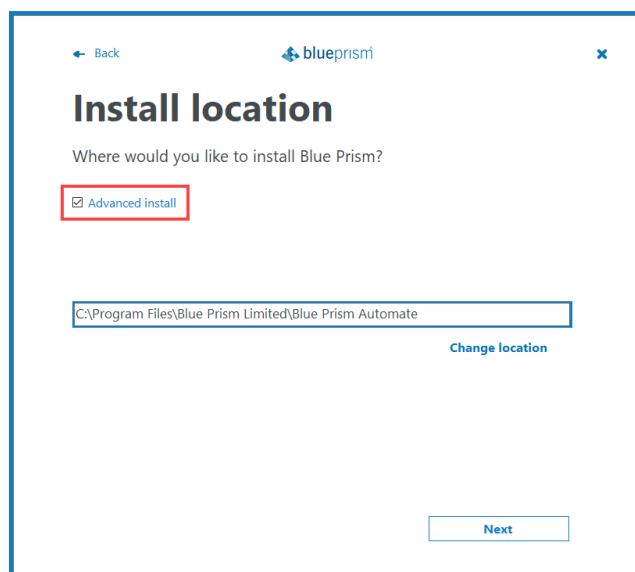 Back
blueprism
Install location
Where would you like to install Blue Prism?
Advanced install
C:\Program Files\Blue Prism Limited\Blue Prism Automate
Change location
Next